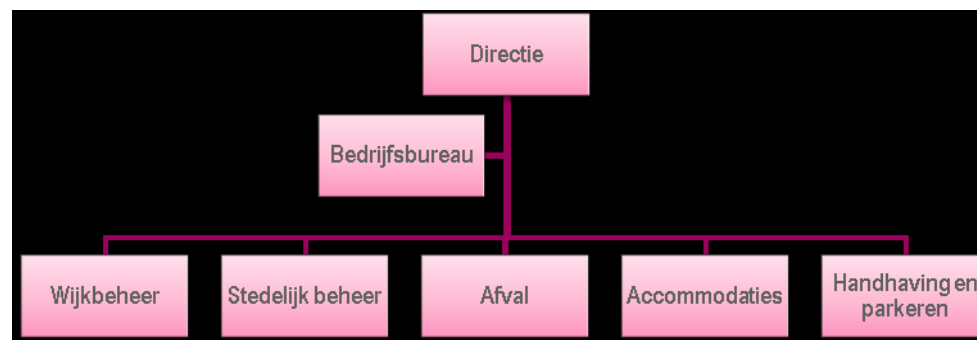 Directie
Bedrijfsbureau
Wijkbeheer
Stedelijk beheer
Afval
Accommodaties
Handhaving en
parkeren